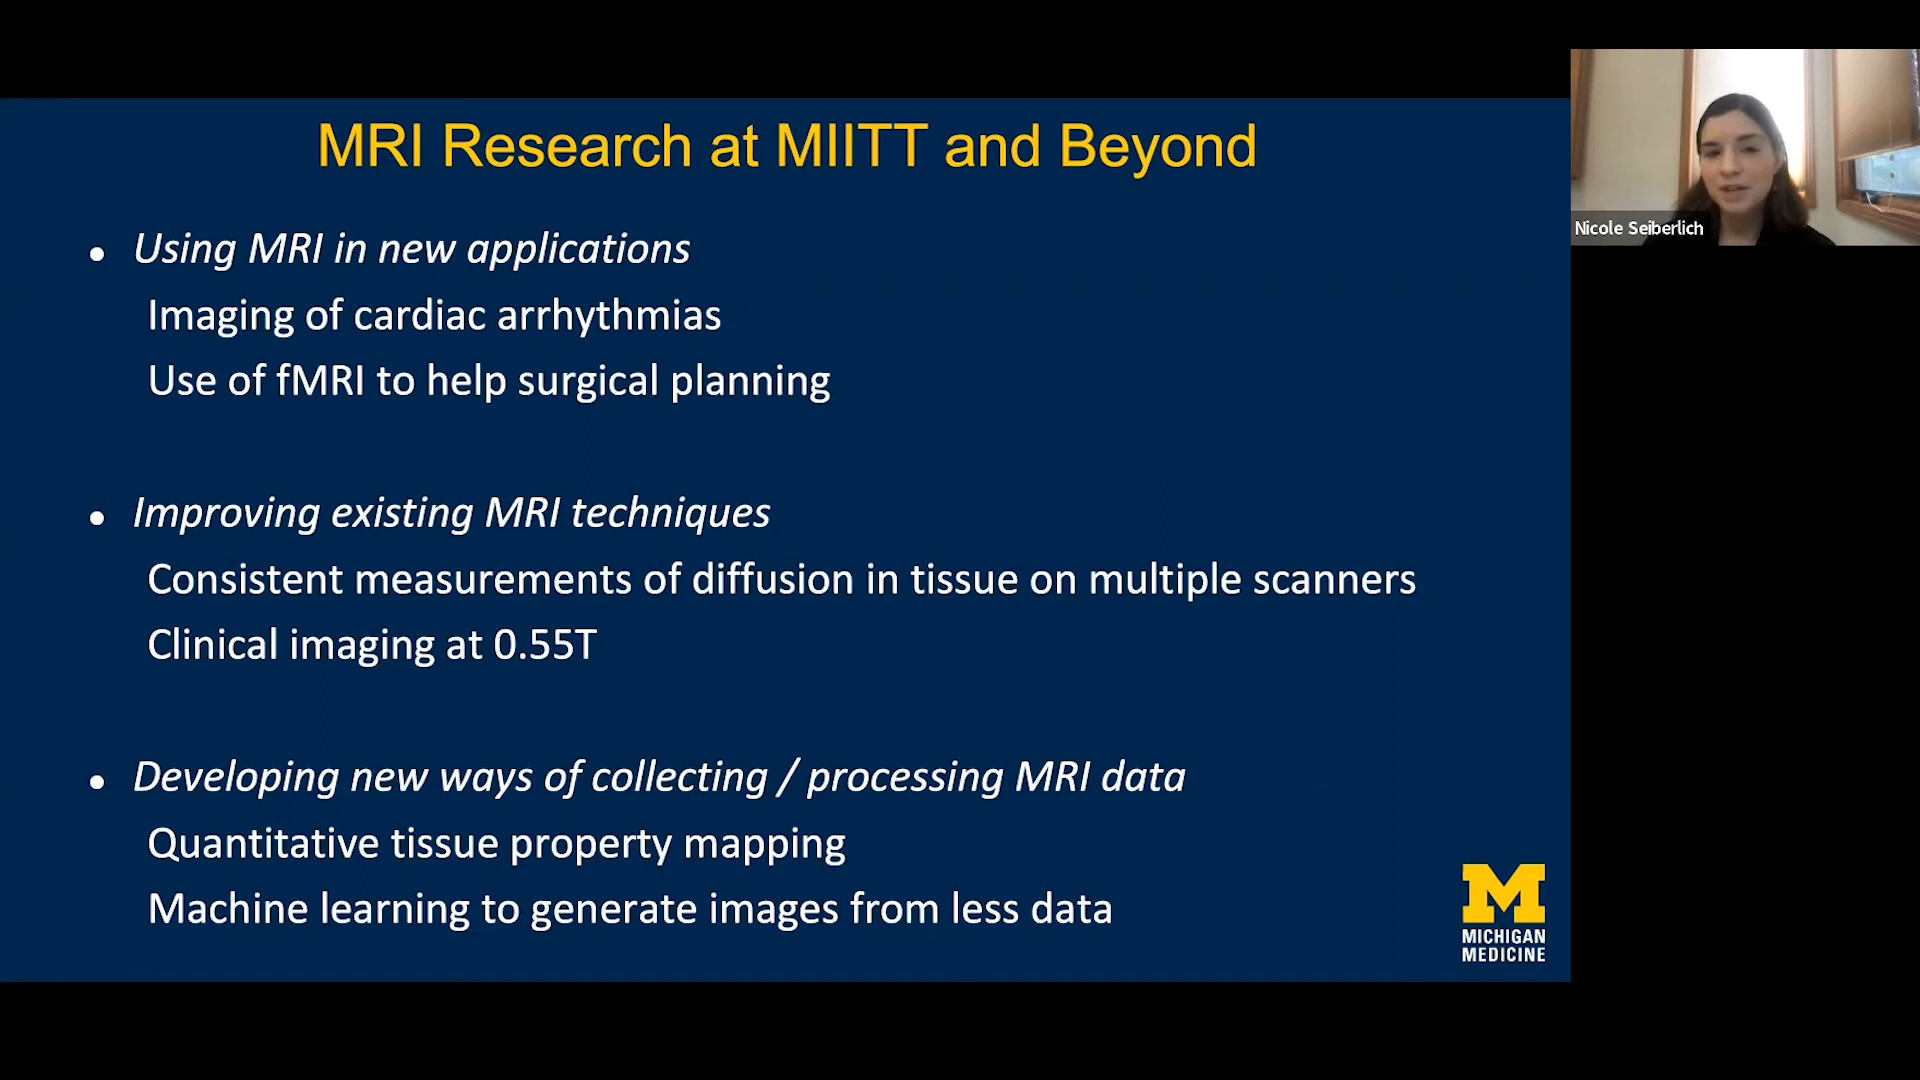 MRI Research at MIITT and Beyond
• Using MRI in new applications
Imaging of cardiac arrhythmias
Use of fMRI to help surgical planning
• Improving existing MRI techniques
Consistent measurements of diffusion in tissue on multiple scanners
Clinical imaging at 0.55T
• Developing new ways of collecting / processing MRI data
Quantitative tissue property mapping
Machine learning to generate images from less data
M
MICHIGAN
MEDICINE
Nicole Seiberlich